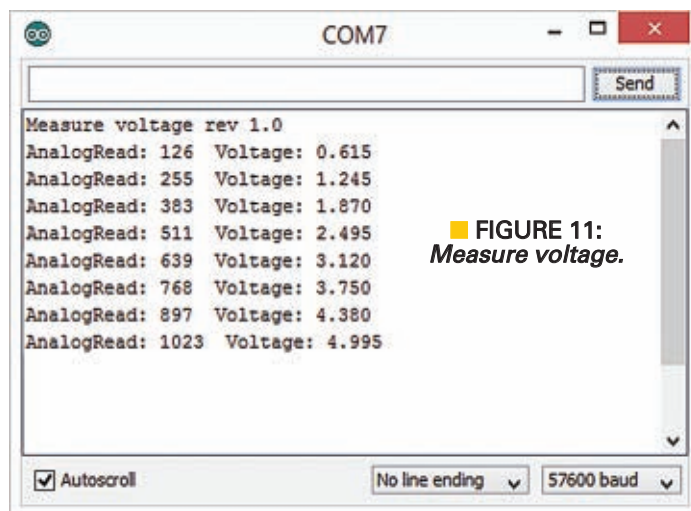 COM7
Send
Measure voltage rev 1.0
AnalogRead: 126 Voltage: 0.615
AnalogRead: 255 Voltage: 1.245
AnalogRead: 383 Voltage: 1.870
AnalogRead: 511 Voltage: 2.495
AnalogRead: 639 Voltage: 3.120
AnalogRead: 768 Voltage: 3.750
AnalogRead: 897 Voltage: 4.380
AnalogRead: 1023 Voltage: 4.995
FIGURE 11:
Measure voltage.
Autoscroll
No line ending
57600 baud